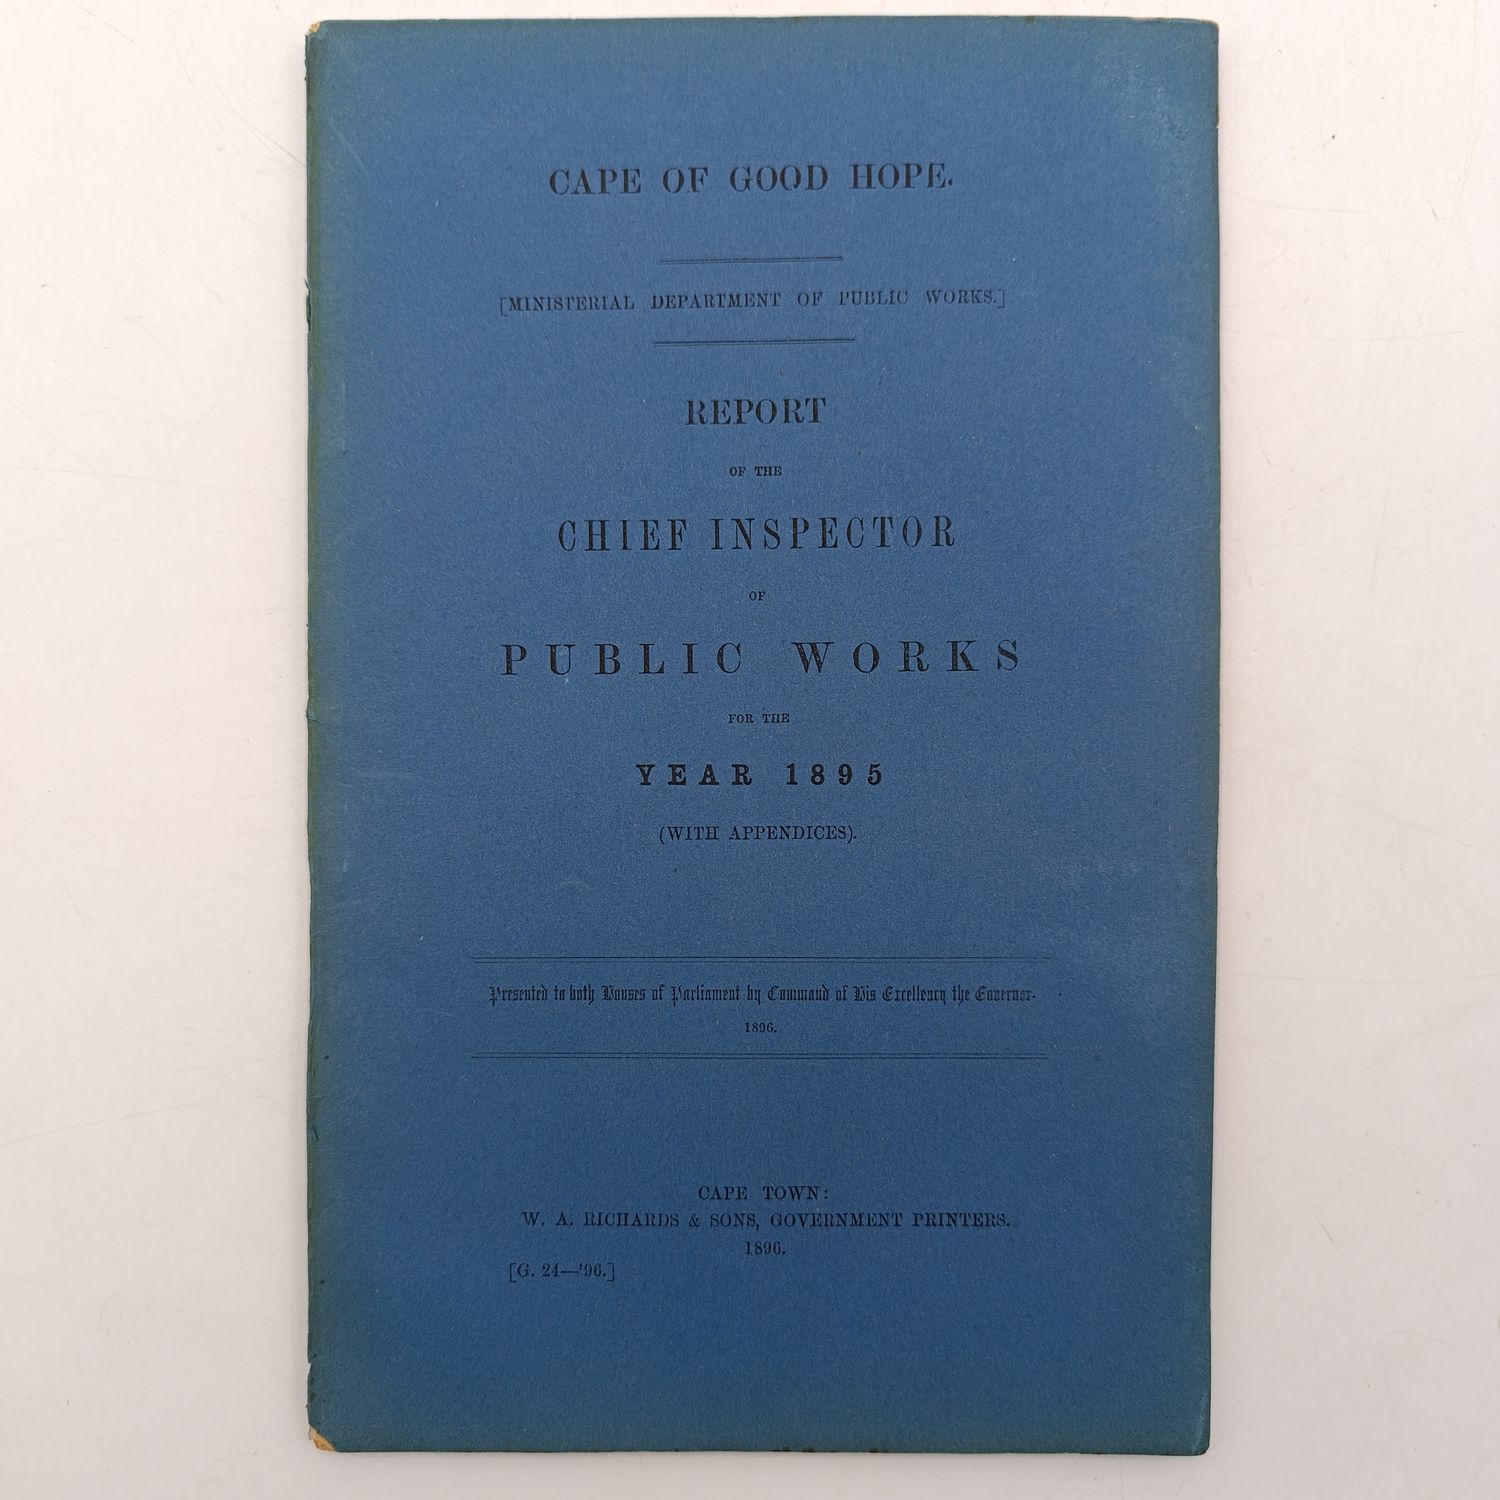 CAPE OF GOOD HOPE.
[MINISTERIAL DEPARTMENT OF PUBLIC WORKS.]
REPORT
OF THE
CHIEF INSPECTOR
OF
PUBLIC WORKS
FOR THE
YEAR 1895
(WITH APPENDICES).
Presented to both Houses of Parliament by Command of His Excellency the Governor.
1896.
CAPE TOWN:
W. A. RICHARDS & SONS, GOVERNMENT PRINTERS.
1896.
[G. 24—'96.]